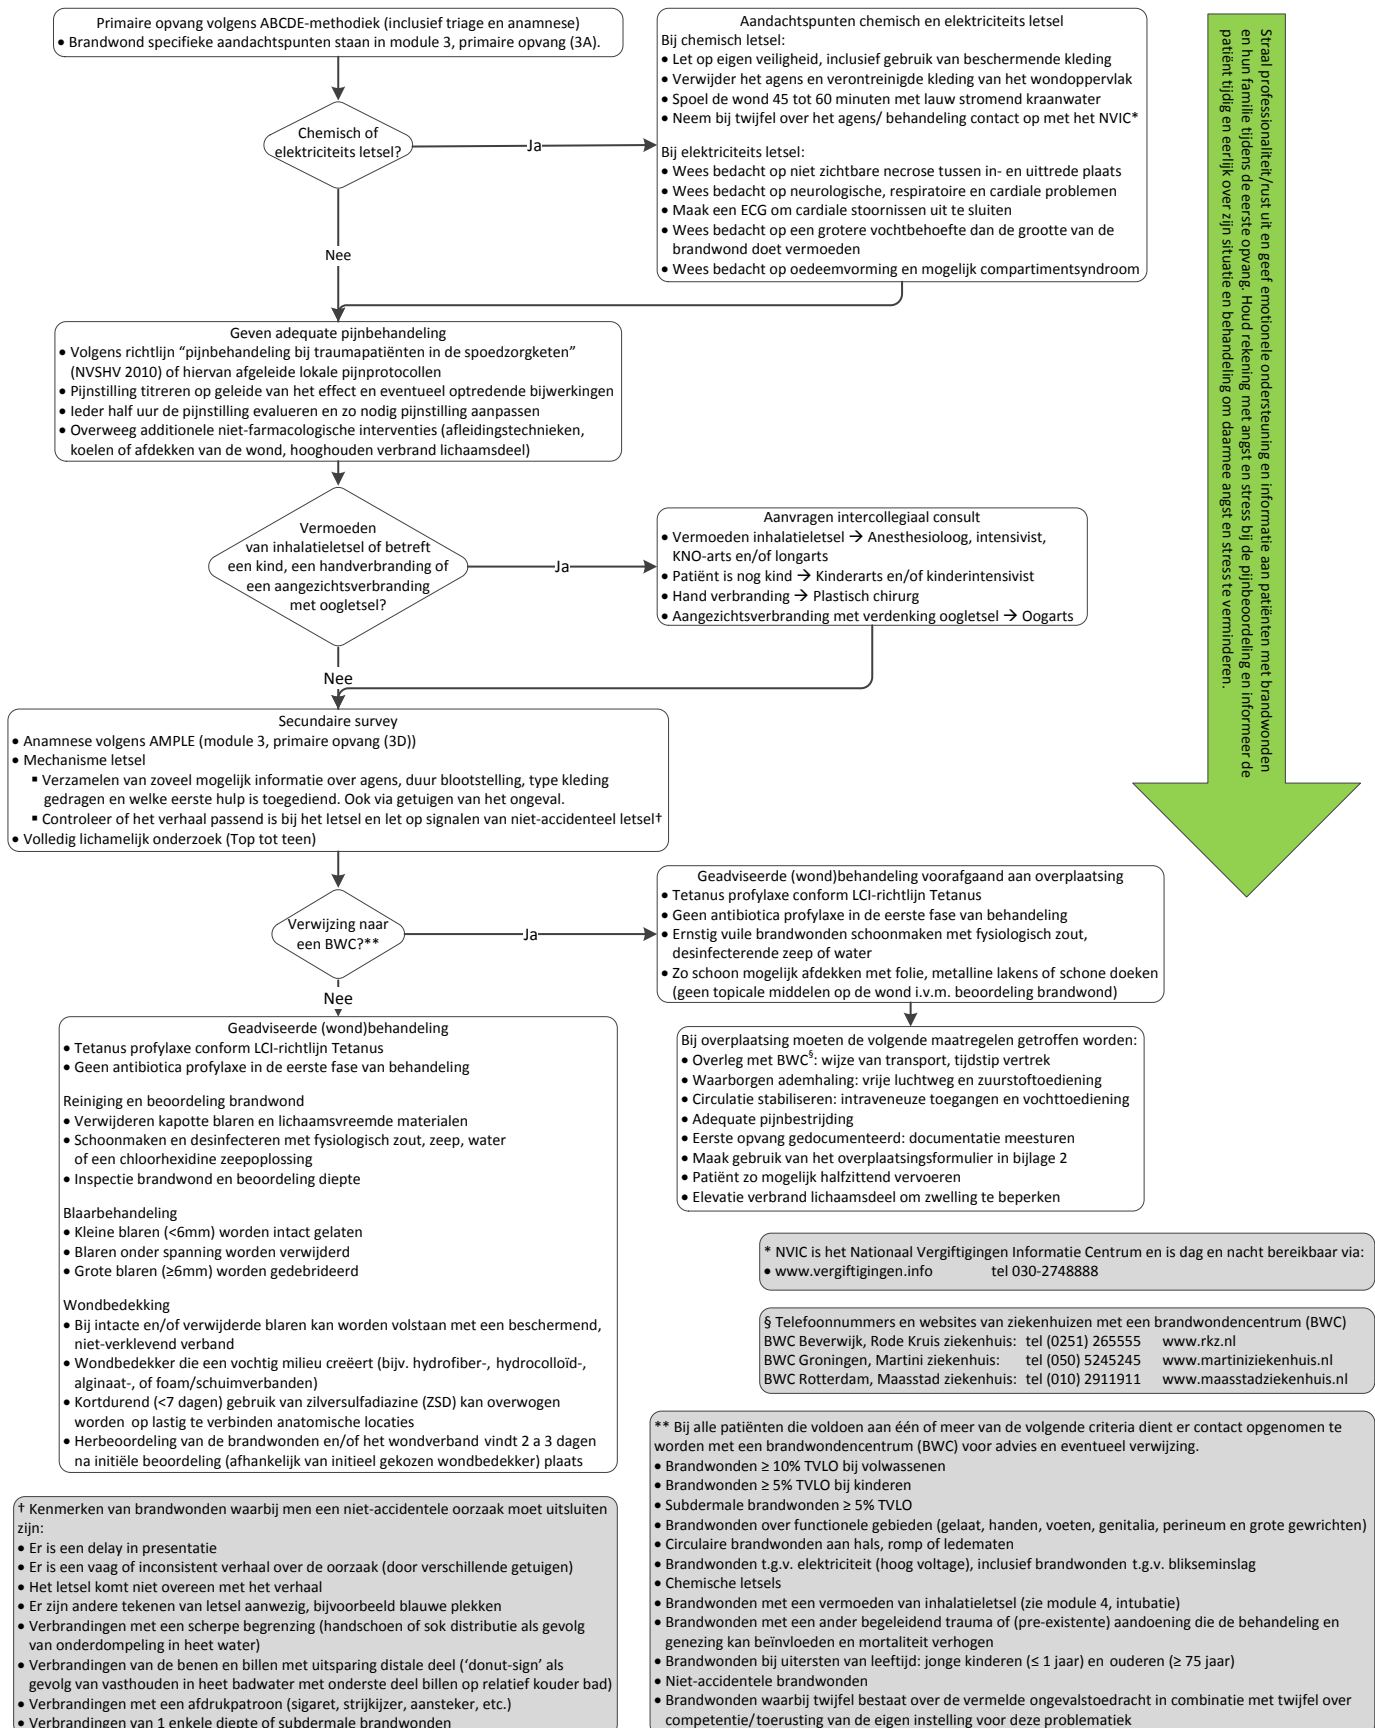 Primaire opvang volgens ABCDE-methodiek (inclusief triage en anamnese)
• Brandwond specifieke aandachtspunten staan in module 3, primaire opvang (3A).
Chemisch of
elektriciteits letsel?
Ja
Nee
Aandachtspunten chemisch en elektriciteits letsel
Bij chemisch letsel:
• Let op eigen veiligheid, inclusief gebruik van beschermende kleding
• Verwijder het agens en verontreinigde kleding van het wondoppervlak
• Spoel de wond 45 tot 60 minuten met lauw stromend kraanwater
• Neem bij twijfel over het agens/ behandeling contact op met het NVIC*
Bij elektriciteits letsel:
• Wees bedacht op niet zichtbare necrose tussen in- en uittrede plaats
• Wees bedacht op neurologische, respiratoire en cardiale problemen
• Maak een ECG om cardiale stoornissen uit te sluiten
• Wees bedacht op een grotere vochtbehoefte dan de grootte van de
brandwond doet vermoeden
• Wees bedacht op oedeemvorming en mogelijk compartimentsyndroom
Straal professionaliteit/rust uit en geef emotionele ondersteuning en informatie aan patiënten met brandwonden
en hun familie tijdens de eerste opvang. Houd rekening met angst en stress bij de pijnbeoordeling en informeer de
patiënt tijdig en eerlijk over zijn situatie en behandeling om daarmee angst en stress te verminderen.
Geven adequate pijnbehandeling
• Volgens richtlijn “pijnbehandeling bij traumapatiënten in de spoedzorgketen”
(NVSHV 2010) of hiervan afgeleide lokale pijnprotocollen
• Pijnstilling titreren op geleide van het effect en eventueel optredende bijwerkingen
• Ieder half uur de pijnstilling evalueren en zo nodig pijnstilling aanpassen
• Overweeg additionele niet-farmacologische interventies (afleidingstechnieken,
koelen of afdekken van de wond, hooghouden verbrand lichaamsdeel)
Vermoeden
van inhalatieletsel of betreft
een kind, een handverbranding of
een aangezichtsverbranding
met oogletsel?
Ja
Nee
Aanvragen intercollegiaal consult
• Vermoeden inhalatieletsel → Anesthesioloog, intensivist,
KNO-arts en/of longarts
• Patiënt is nog kind → Kinderarts en/of kinderintensivist
• Hand verbranding → Plastisch chirurg
• Aangezichtsverbranding met verdenking oogletsel → Oogarts
Secundaire survey
• Anamnese volgens AMPLE (module 3, primaire opvang (3D))
• Mechanisme letsel
▪ Verzamelen van zoveel mogelijk informatie over agens, duur blootstelling, type kleding
gedragen en welke eerste hulp is toegediend. Ook via getuigen van het ongeval.
▪ Controleer of het verhaal passend is bij het letsel en let op signalen van niet-accidenteel letsel†
• Volledig lichamelijk onderzoek (Top tot teen)
Verwijzing naar
een BWC?**
Ja
Nee
Geadviseerde (wond)behandeling voorafgaand aan overplaatsing
• Tetanus profylaxe conform LCI-richtlijn Tetanus
• Geen antibiotica profylaxe in de eerste fase van behandeling
• Ernstig vuile brandwonden schoonmaken met fysiologisch zout,
desinfecterende zeep of water
• Zo schoon mogelijk afdekken met folie, metalline lakens of schone doeken
(geen topicale middelen op de wond i.v.m. beoordeling brandwond)
Bij overplaatsing moeten de volgende maatregelen getroffen worden:
• Overleg met BWC§: wijze van transport, tijdstip vertrek
• Waarborgen ademhaling: vrije luchtweg en zuurstoftoediening
• Circulatie stabiliseren: intraveneuze toegangen en vochttoediening
• Adequate pijnbestrijding
• Eerste opvang gedocumenteerd: documentatie meesturen
• Maak gebruik van het overplaatsingsformulier in bijlage 2
• Patiënt zo mogelijk halfzittend vervoeren
• Elevatie verbrand lichaamsdeel om zwelling te beperken
Geadviseerde (wond)behandeling
• Tetanus profylaxe conform LCI-richtlijn Tetanus
• Geen antibiotica profylaxe in de eerste fase van behandeling
Reiniging en beoordeling brandwond
• Verwijderen kapotte blaren en lichaamsvreemde materialen
• Schoonmaken en desinfecteren met fysiologisch zout, zeep, water
of een chloorhexidine zeepoplossing
• Inspectie brandwond en beoordeling diepte
Blaarbehandeling
• Kleine blaren (<6mm) worden intact gelaten
• Blaren onder spanning worden verwijderd
• Grote blaren (≥6mm) worden gedebrideerd
Wondbedekking
• Bij intacte en/of verwijderde blaren kan worden volstaan met een beschermend,
niet-verklevend verband
• Wondbedekker die een vochtig milieu creëert (bijv. hydrofiber-, hydrocolloïd-,
alginaat-, of foam/schuimverbanden)
• Kortdurend (<7 dagen) gebruik van zilversulfadiazine (ZSD) kan overwogen
worden op lastig te verbinden anatomische locaties
• Herbeoordeling van de brandwonden en/of het wondverband vindt 2 a 3 dagen
na initiële beoordeling (afhankelijk van initieel gekozen wondbedekker) plaats
* NVIC is het Nationaal Vergiftigingen Informatie Centrum en is dag en nacht bereikbaar via:
• www.vergiftigingen.info tel 030-2748888
§ Telefoonnummers en websites van ziekenhuizen met een brandwondencentrum (BWC)
BWC Beverwijk, Rode Kruis ziekenhuis: tel (0251) 265555 www.rkz.nl
BWC Groningen, Martini ziekenhuis: tel (050) 5245245 www.martiniziekenhuis.nl
BWC Rotterdam, Maasstad ziekenhuis: tel (010) 2911911 www.maasstadziekenhuis.nl
† Kenmerken van brandwonden waarbij men een niet-accidentele oorzaak moet uitsluiten
zijn:
• Er is een delay in presentatie
• Er is een vaag of inconsistent verhaal over de oorzaak (door verschillende getuigen)
• Het letsel komt niet overeen met het verhaal
• Er zijn andere tekenen van letsel aanwezig, bijvoorbeeld blauwe plekken
• Verbrandingen met een scherpe begrenzing (handschoen of sok distributie als gevolg
van onderdompeling in heet water)
• Verbrandingen van de benen en billen met uitsparing distale deel (‘donut-sign’ als
gevolg van vasthouden in heet badwater met onderste deel billen op relatief kouder bad)
• Verbrandingen met een afdrukpatroon (sigaret, strijkijzer, aansteker, etc.)
• Verbrandingen van 1 enkele diepte of subdermale brandwonden
** Bij alle patiënten die voldoen aan één of meer van de volgende criteria dient er contact opgenomen te
worden met een brandwondencentrum (BWC) voor advies en eventueel verwijzing.
• Brandwonden ≥ 10% TVLO bij volwassenen
• Brandwonden ≥ 5% TVLO bij kinderen
• Subdermale brandwonden ≥ 5% TVLO
• Brandwonden over functionele gebieden (gelaat, handen, voeten, genitalia, perineum en grote gewrichten)
• Circulaire brandwonden aan hals, romp of ledematen
• Brandwonden t.g.v. elektriciteit (hoog voltage), inclusief brandwonden t.g.v. blikseminslag
• Chemische letsels
• Brandwonden met een vermoeden van inhalatieletsel (zie module 4, intubatie)
• Brandwonden met een ander begeleidend trauma of (pre-existente) aandoening die de behandeling en
genezing kan beïnvloeden en mortaliteit verhogen
• Brandwonden bij uitersten van leeftijd: jonge kinderen (≤ 1 jaar) en ouderen (≥ 75 jaar)
• Niet-accidentele brandwonden
• Brandwonden waarbij twijfel bestaat over de vermelde ongevalstoedracht in combinatie met twijfel over
competentie/toerusting van de eigen instelling voor deze problematiek